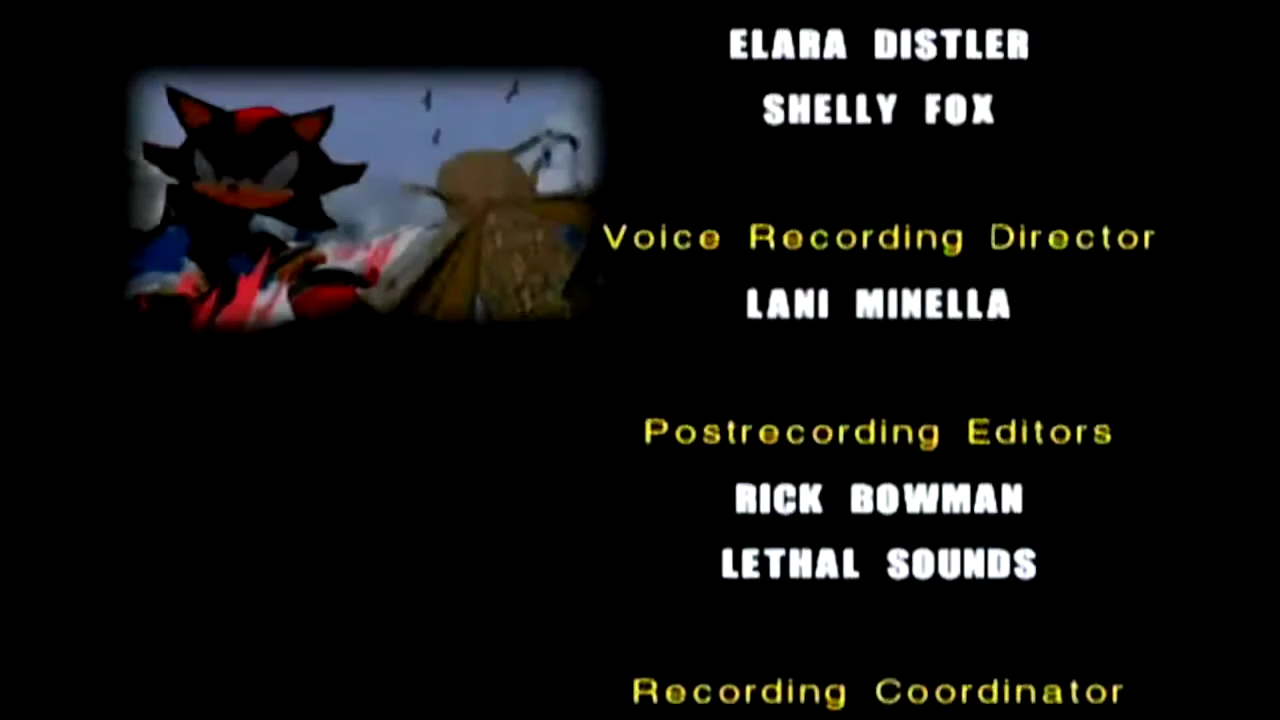 ELARA DISTLER
SHELLY FOX
Voice Recording Director
LANI MINELLA
Postrecording Editors
RICK BOWMAN
LETHAL SOUNDS
Recording Coordinator